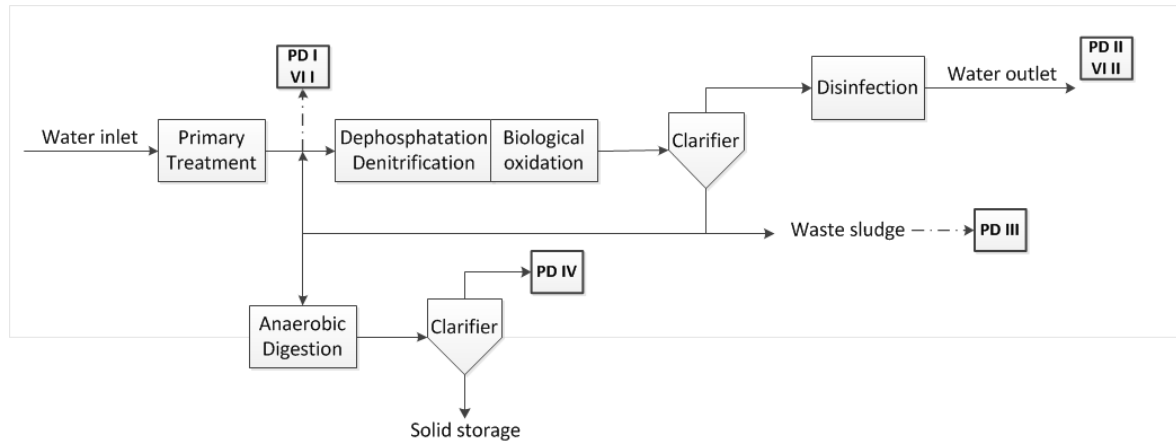 PD I
VI I
PD II
VI II
Water inlet
Primary
Treatment
Dephosphatation
Denitrification
Biological
oxidation
Clarifier
Disinfection
Water outlet
Waste sludge
PD III
PD IV
Anaerobic
Digestion
Clarifier
Solid storage